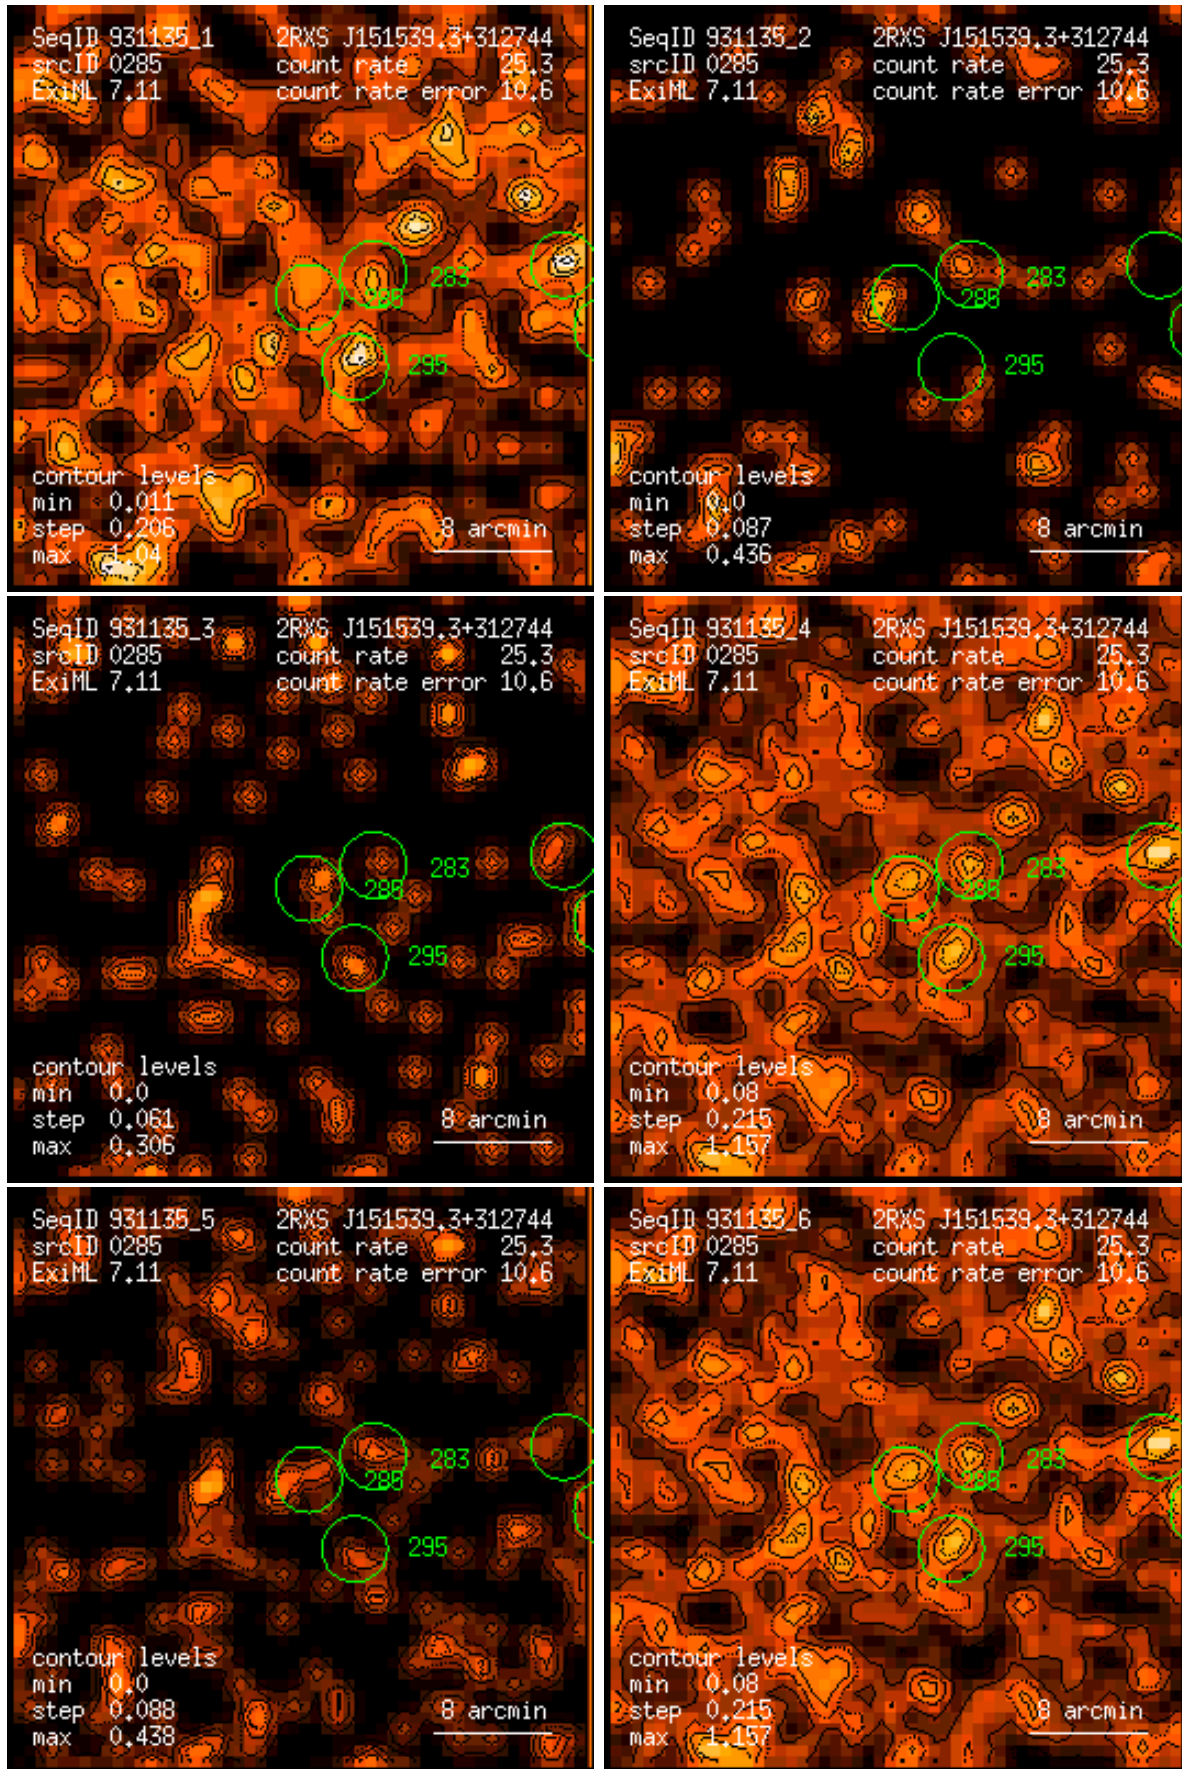 SeqID 931135_1 2RXS J151539.3+312744
srcID 0285 count rate 25.3
ExiML 7.11 count rate error 10.6
283
285
295
contour levels
min 0.011
step 0.206
max 1.04
8 arcmin
SeqID 931135_2 2RXS J151539.3+312744
srcID 0285 count rate 25.3
ExiML 7.11 count rate error 10.6
283
285
295
contour levels
min 0.0
step 0.087
max 0.436
8 arcmin
SeqID 931135_3 2RXS J151539.3+312744
srcID 0285 count rate 25.3
ExiML 7.11 count rate error 10.6
283
285
295
contour levels
min 0.0
step 0.061
max 0.306
8 arcmin
SeqID 931135_4 2RXS J151539.3+312744
srcID 0285 count rate 25.3
ExiML 7.11 count rate error 10.6
283
285
295
contour levels
min 0.08
step 0.215
max 1.157
8 arcmin
SeqID 931135_5 2RXS J151539.3+312744
srcID 0285 count rate 25.3
ExiML 7.11 count rate error 10.6
283
285
295
contour levels
min 0.0
step 0.088
max 0.438
8 arcmin
SeqID 931135_6 2RXS J151539.3+312744
srcID 0285 count rate 25.3
ExiML 7.11 count rate error 10.6
283
285
295
contour levels
min 0.08
step 0.215
max 1.157
8 arcmin